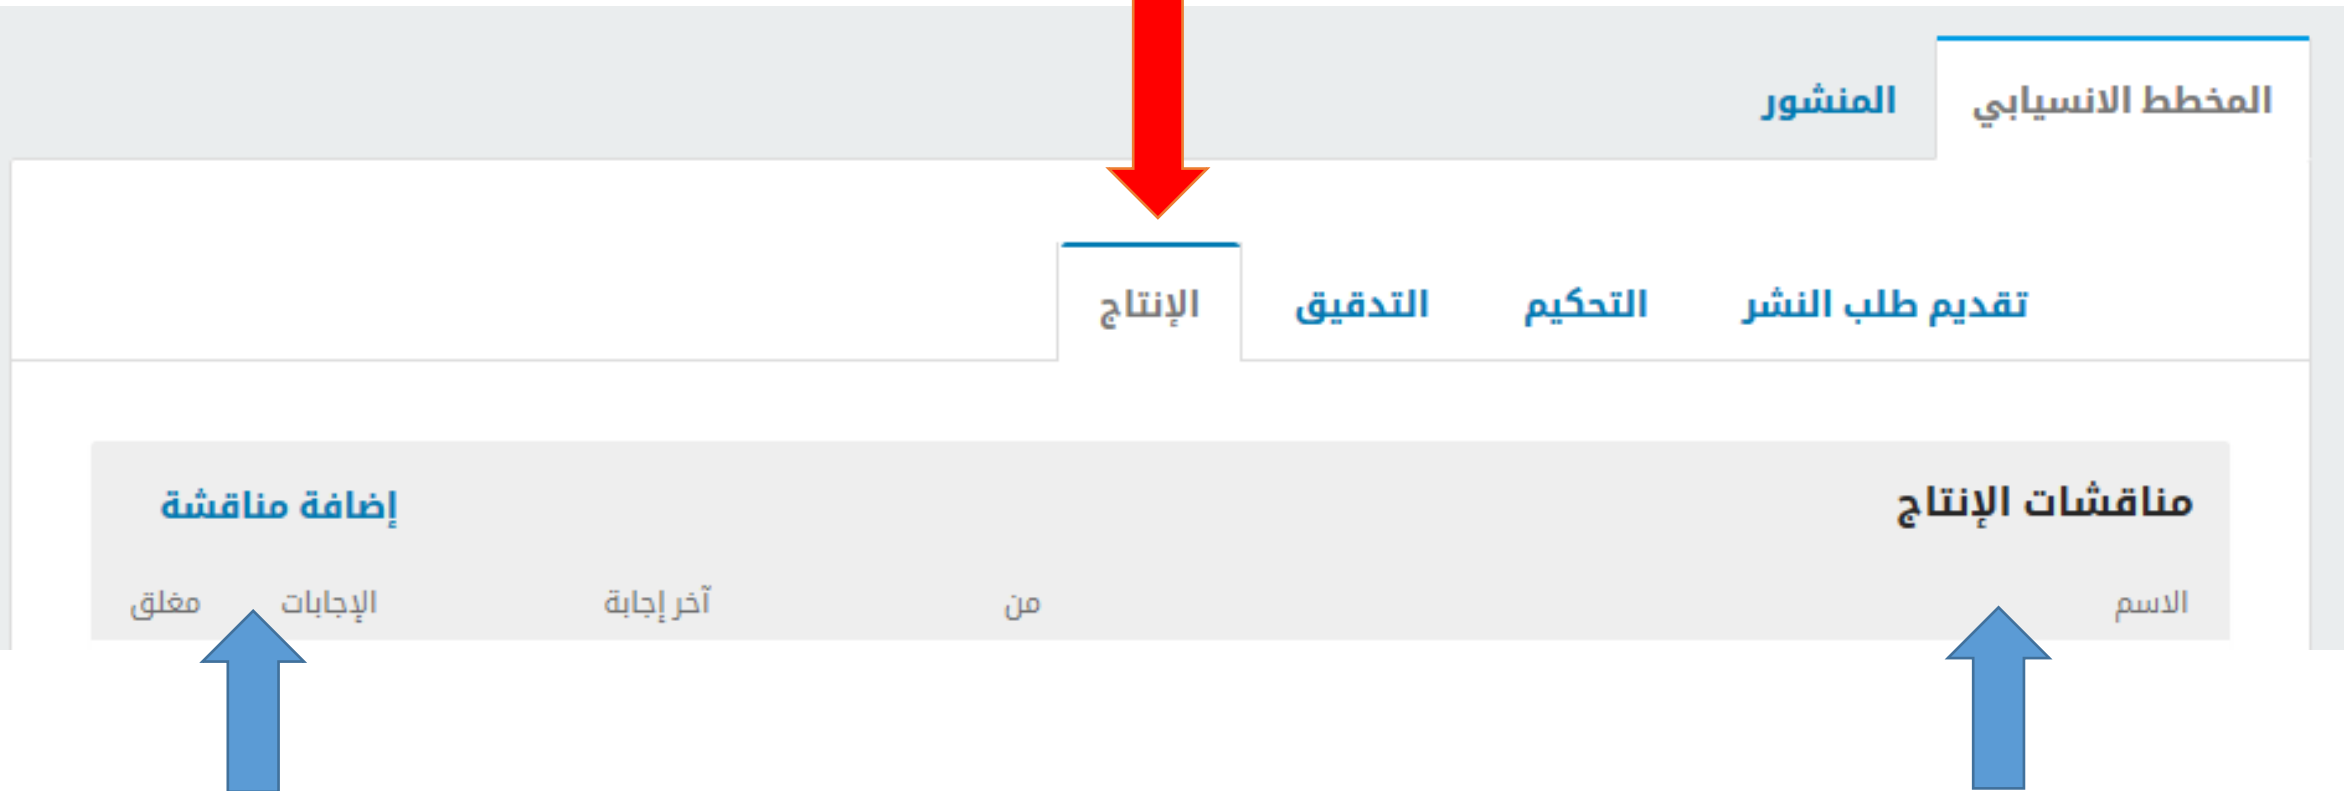 المخطط الانسيابي المنشور
تقديم طلب النشر التحكيم التدقيق الإنتاج
مناقشات الإنتاج إضافة مناقشة
الاسم من آخر إجابة الإجابات مغلق